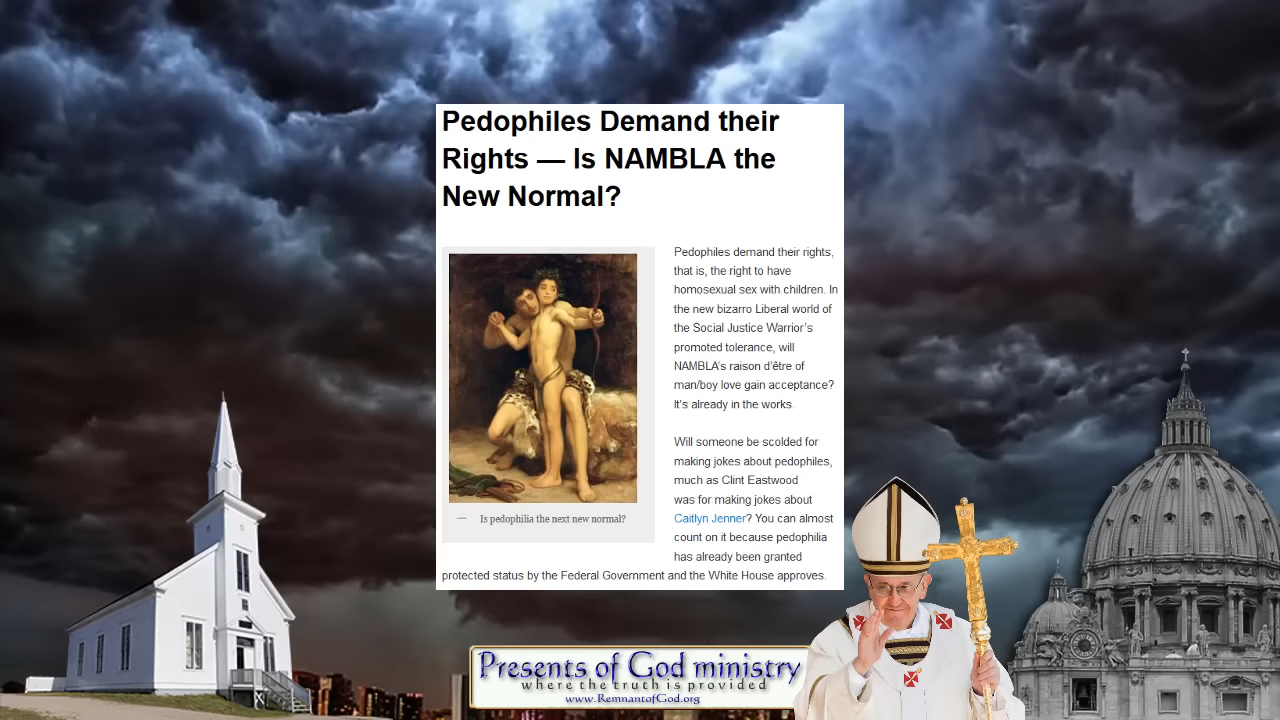 Pedophiles Demand their
Rights — Is NAMBLA the
New Normal?
Pedophiles demand their rights,
that is, the right to have
homosexual sex with children. In
the new bizarro Liberal world of
the Social Justice Warrior's
promoted tolerance, will
NAMBLA's raison d'être of
man/boy love gain acceptance?
It's already in the works.
Will someone be scolded for
making jokes about pedophiles,
much as Clint Eastwood
was for making jokes about
Caitlyn Jenner? You can almost
count on it because pedophilia
has already been granted
protected status by the Federal Government and the White House approves.
— Is pedophilia the next new normal?
Presents of God ministry
where the truth is provided
www.RemnantofGod.org